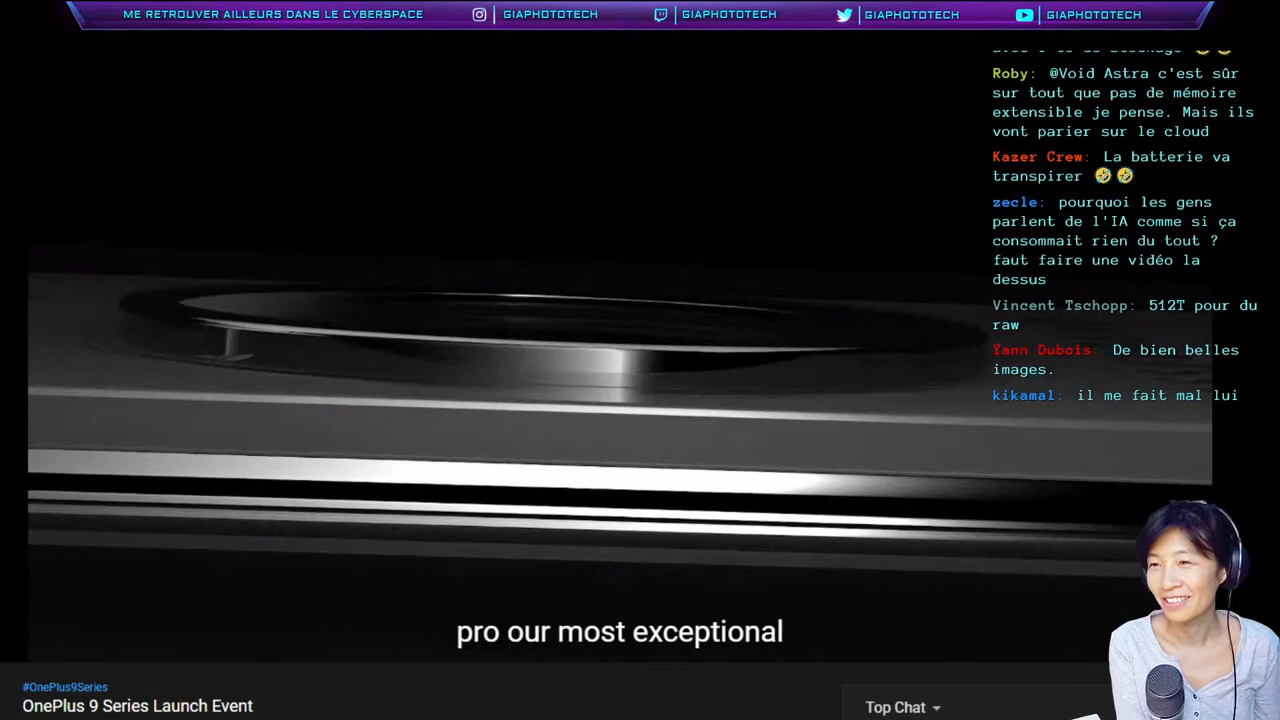 ME RETROUVER AILLEURS DANS LE CYBERSPACE GIAPHOTOTECH GIAPHOTOTECH GIAPHOTOTECH GIAPHOTOTECH
Roby: @Void Astra c'est sûr
sur tout que pas de mémoire
extensible je pense. Mais ils
vont parier sur le cloud
Kazer Crew: La batterie va
transpirer 🤣🤣
zecle: pourquoi les gens
parlent de l'IA comme si ça
consommait rien du tout ?
faut faire une vidéo la
dessus
Vincent Tschopp: 512T pour du
raw
Yann Dubois: De bien belles
images.
kikamal: il me fait mal lui
pro our most exceptional
#OnePlus9Series
OnePlus 9 Series Launch Event
Top Chat